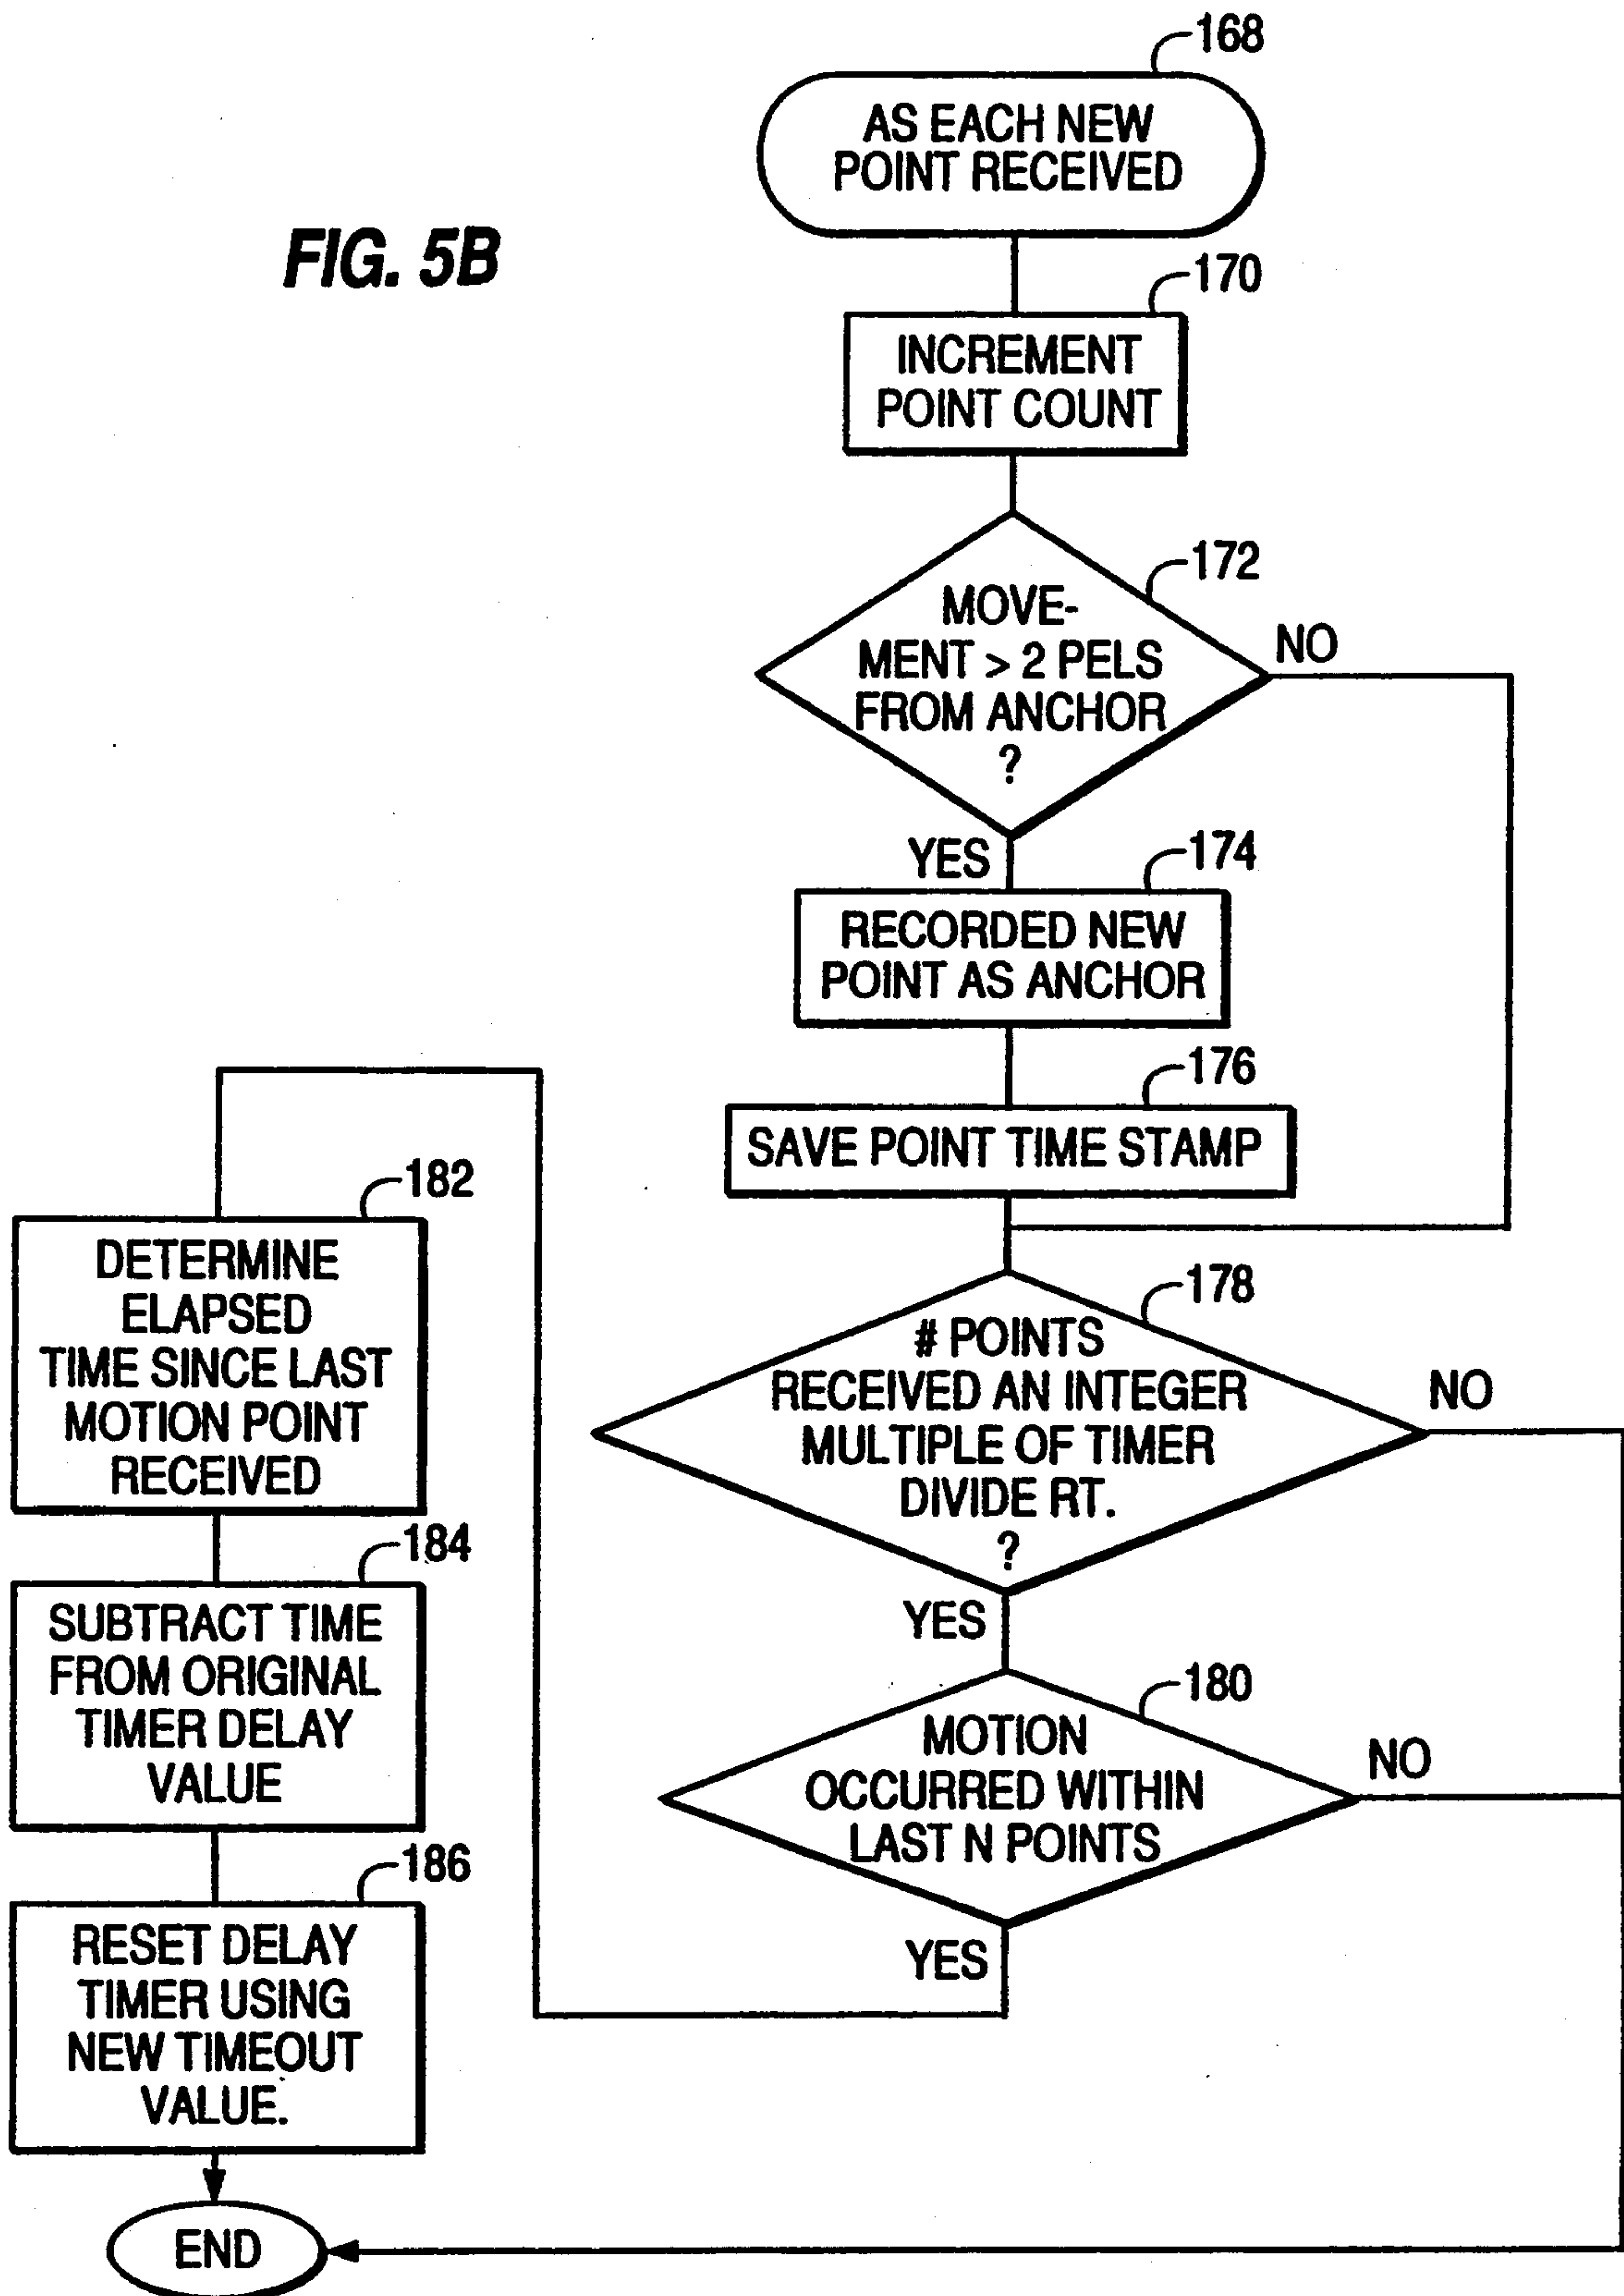 FIG. 5B
168
AS EACH NEW
POINT RECEIVED
170
INCREMENT
POINT COUNT
172
MOVE-
MENT > 2 PELS
FROM ANCHOR
?
NO
YES
174
RECORDED NEW
POINT AS ANCHOR
176
SAVE POINT TIME STAMP
178
# POINTS
RECEIVED AN INTEGER
MULTIPLE OF TIMER
DIVIDE RT.
?
NO
YES
180
MOTION
OCCURRED WITHIN
LAST N POINTS
NO
YES
182
DETERMINE
ELAPSED
TIME SINCE LAST
MOTION POINT
RECEIVED
184
SUBTRACT TIME
FROM ORIGINAL
TIMER DELAY
VALUE
186
RESET DELAY
TIMER USING
NEW TIMEOUT
VALUE.
END